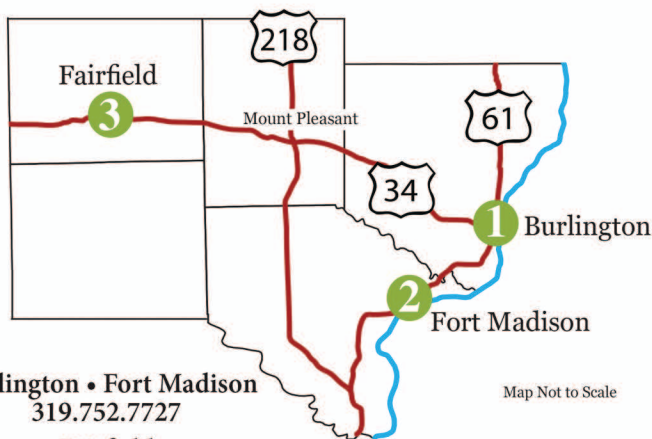 218
Fairfield
3
Mount Pleasant
61
34
1 Burlington
2
Fort Madison
Map Not to Scale
lington • Fort Madison
319.752.7727